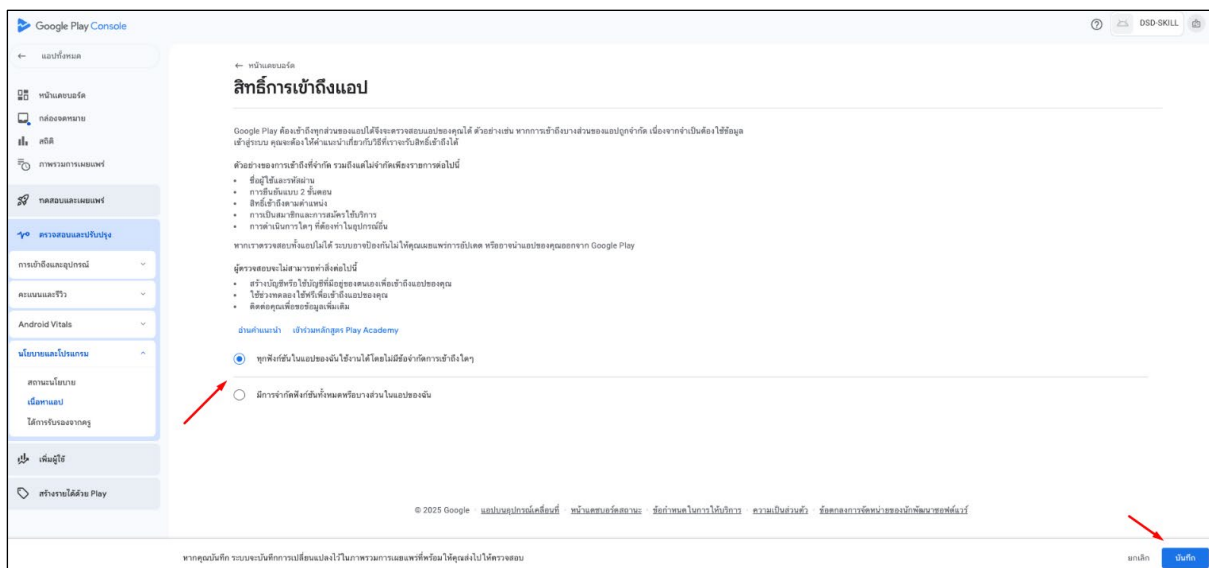 Google Play Console
DSD-SKILL
← แอปทั้งหมด
หน้าแดชบอร์ด
กล่องจดหมาย
สถิติ
ภาพรวมการเผยแพร่
ทดสอบและเผยแพร่
ตรวจสอบและปรับปรุง
การเข้าถึงและอุปกรณ์
คะแนนและรีวิว
Android Vitals
นโยบายและโปรแกรม
สถานะนโยบาย
เนื้อหาแอป
ได้การรับรองจากครู
เพิ่มผู้ใช้
สร้างรายได้ด้วย Play
← หน้าแดชบอร์ด
สิทธิ์การเข้าถึงแอป
Google Play ต้องเข้าถึงทุกส่วนของแอปได้จึงจะตรวจสอบแอปของคุณได้ ตัวอย่างเช่น หากการเข้าถึงบางส่วนของแอปถูกจำกัด เนื่องจากจำเป็นต้องใช้ข้อมูล
เข้าสู่ระบบ คุณจะต้องให้คำแนะนำเกี่ยวกับวิธีที่เราจะรับสิทธิ์เข้าถึงได้
ตัวอย่างของการเข้าถึงที่จำกัด รวมถึงแต่ไม่จำกัดเพียงรายการต่อไปนี้
• ชื่อผู้ใช้และรหัสผ่าน
• การยืนยันแบบ 2 ขั้นตอน
• สิทธิ์เข้าถึงตามตำแหน่ง
• การเป็นสมาชิกและการสมัครใช้บริการ
• การดำเนินการใดๆ ที่ต้องทำในอุปกรณ์อื่น
หากเราตรวจสอบทั้งแอปไม่ได้ ระบบอาจป้องกันไม่ให้คุณเผยแพร่การอัปเดต หรืออาจนำแอปของคุณออกจาก Google Play
ผู้ตรวจสอบจะไม่สามารถทำสิ่งต่อไปนี้
• สร้างบัญชีหรือใช้บัญชีที่มีอยู่ของตนเองเพื่อเข้าถึงแอปของคุณ
• ใช้ช่วงทดลองใช้ฟรีเพื่อเข้าถึงแอปของคุณ
• ติดต่อคุณเพื่อขอข้อมูลเพิ่มเติม
อ่านคำแนะนำ เข้าร่วมหลักสูตร Play Academy
ทุกฟังก์ชันในแอปของฉันใช้งานได้โดยไม่มีข้อจำกัดการเข้าถึงใดๆ
มีการจำกัดฟังก์ชันทั้งหมดหรือบางส่วนในแอปของฉัน
© 2025 Google · แอปบนอุปกรณ์เคลื่อนที่ · หน้าแดชบอร์ดสถานะ · ข้อกำหนดในการให้บริการ · ความเป็นส่วนตัว · ข้อตกลงการจัดจำหน่ายของนักพัฒนาซอฟต์แวร์
หากคุณบันทึก ระบบจะบันทึกการเปลี่ยนแปลงไว้ในภาพรวมการเผยแพร่ที่พร้อมให้คุณส่งไปให้ตรวจสอบ
ยกเลิก บันทึก